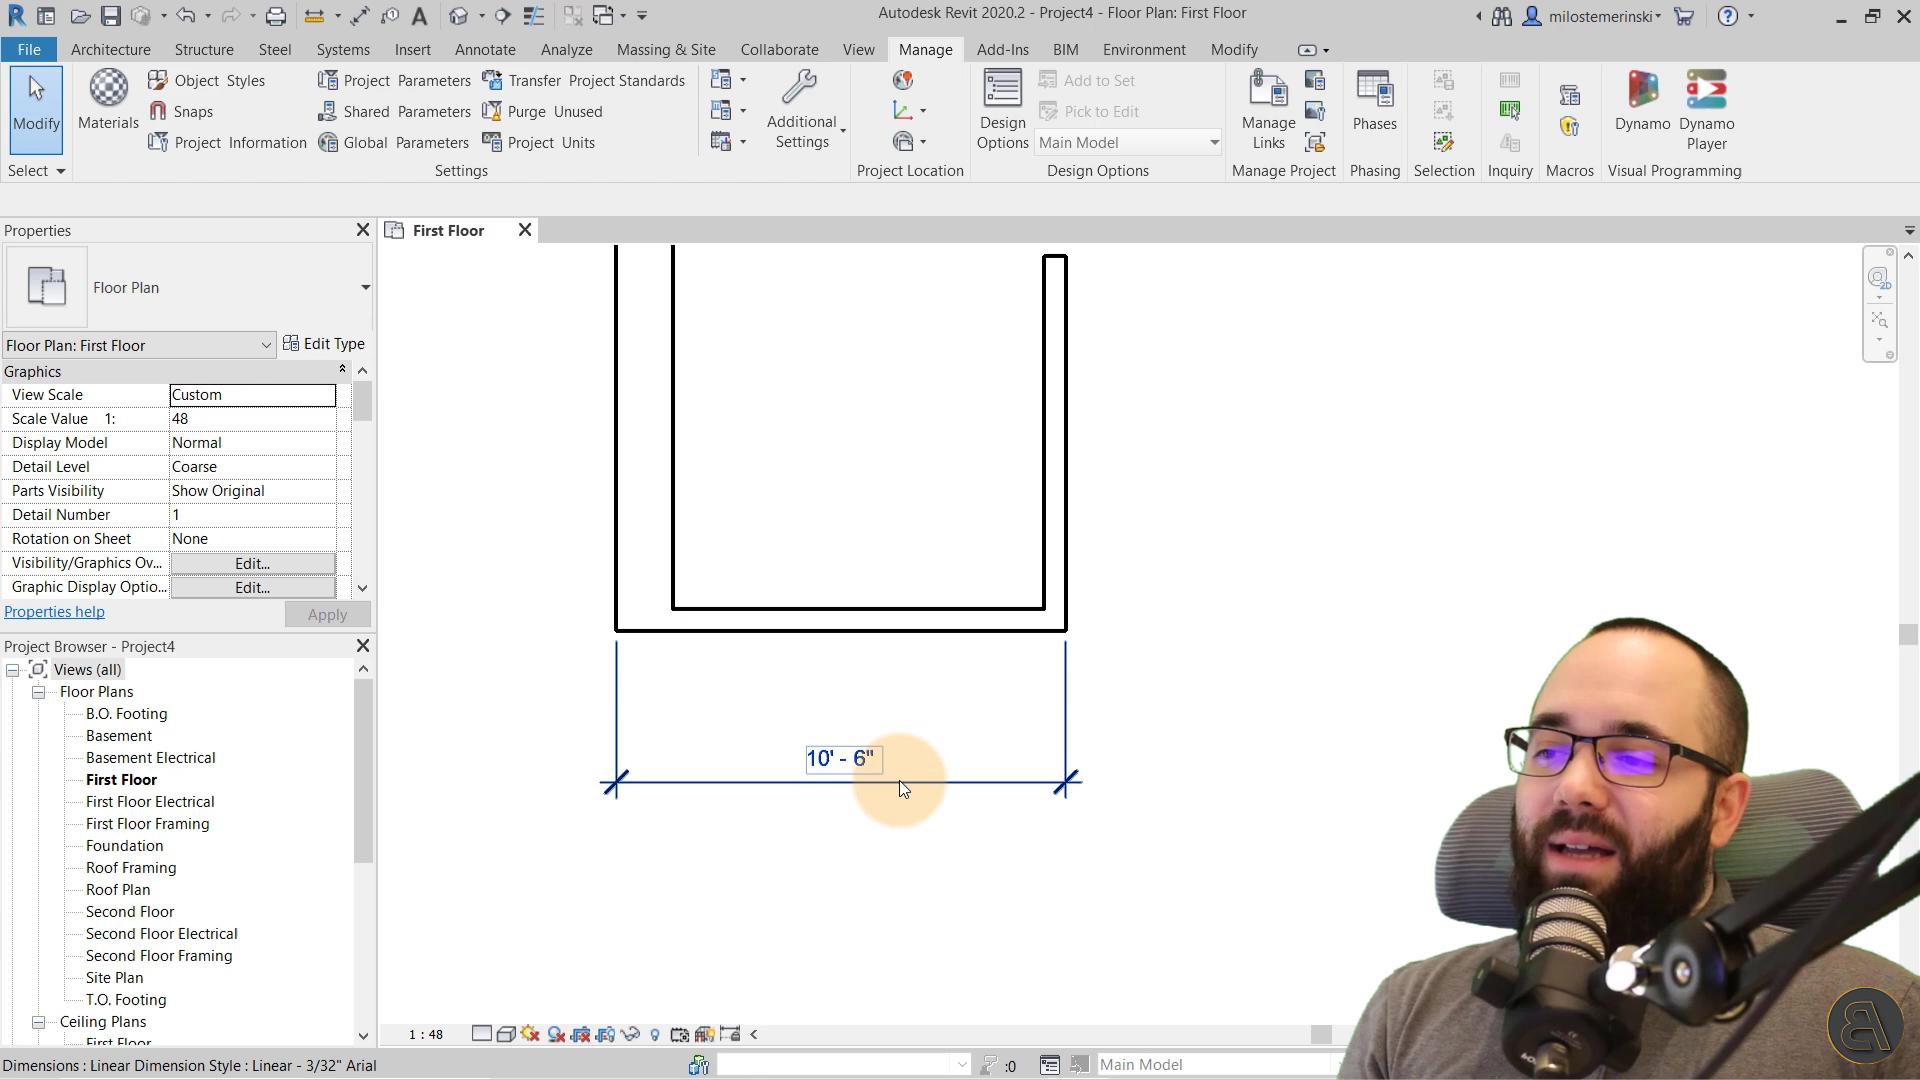 Autodesk Revit 2020.2 - Project4 - Floor Plan: First Floor
milostemerinski
File Architecture Structure Steel Systems Insert Annotate Analyze Massing & Site Collaborate View Manage Add-Ins BIM Environment Modify
Modify
Materials
Object Styles
Snaps
Project Information
Project Parameters
Shared Parameters
Global Parameters
Transfer Project Standards
Purge Unused
Project Units
Additional
Settings
Design
Options
Add to Set
Pick to Edit
Main Model
Manage
Links
Phases
Dynamo
Dynamo
Player
Select Settings Project Location Design Options Manage Project Phasing Selection Inquiry Macros Visual Programming
Properties
First Floor
Floor Plan
Floor Plan: First Floor
Edit Type
Graphics
View Scale Custom
Scale Value 1: 48
Display Model Normal
Detail Level Coarse
Parts Visibility Show Original
Detail Number 1
Rotation on Sheet None
Visibility/Graphics Ov... Edit...
Graphic Display Optio... Edit...
Properties help Apply
Project Browser - Project4
Views (all)
Floor Plans
B.O. Footing
Basement
Basement Electrical
First Floor
First Floor Electrical
First Floor Framing
Foundation
Roof Framing
Roof Plan
Second Floor
Second Floor Electrical
Second Floor Framing
Site Plan
T.O. Footing
Ceiling Plans
First Floor
2D
10' - 6"
1 : 48
Dimensions : Linear Dimension Style : Linear - 3/32" Arial
:0
Main Model